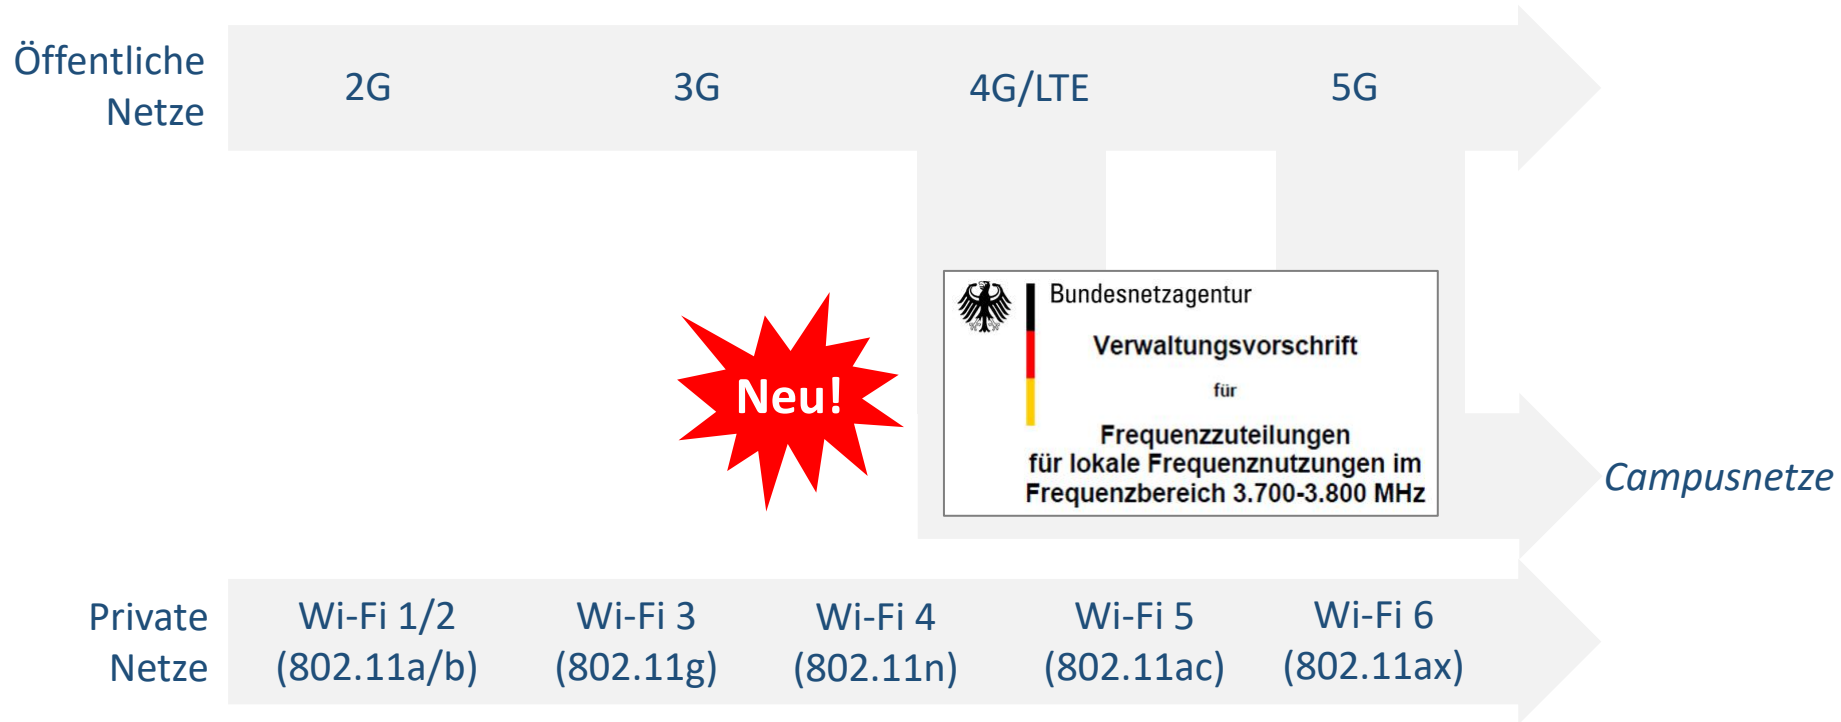 Öffentliche
Netze
2G
3G
4G/LTE
5G
Neu!
Bundesnetzagentur
Verwaltungsvorschrift
für
Frequenzzuteilungen
für lokale Frequenznutzungen im
Frequenzbereich 3.700-3.800 MHz
Campusnetze
Private
Netze
Wi-Fi 1/2
(802.11a/b)
Wi-Fi 3
(802.11g)
Wi-Fi 4
(802.11n)
Wi-Fi 5
(802.11ac)
Wi-Fi 6
(802.11ax)